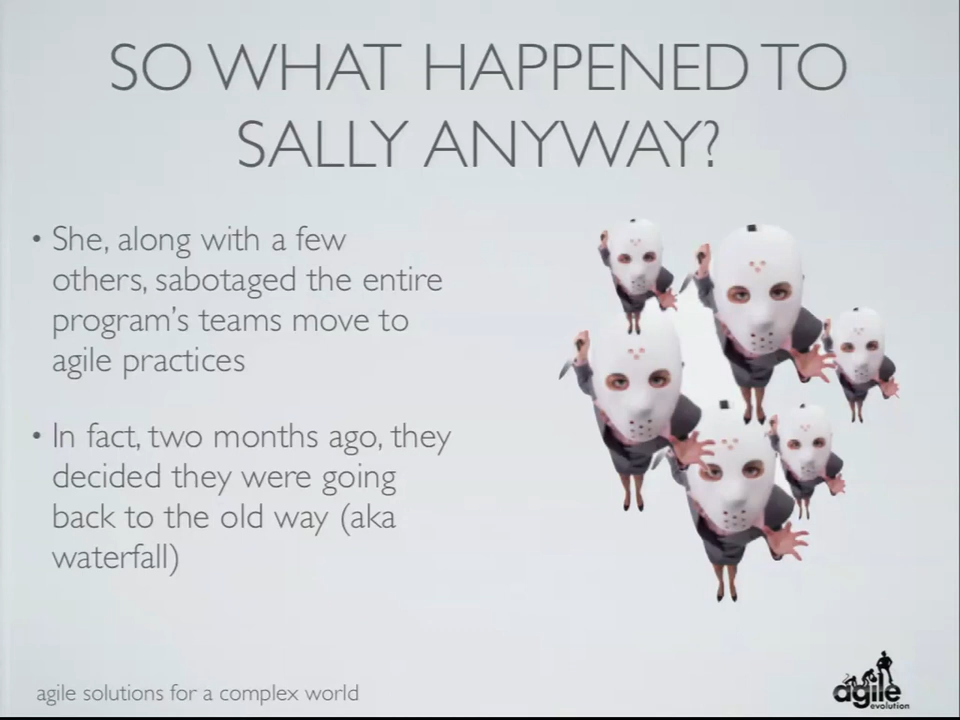 SO WHAT HAPPENED TO
SALLY ANYWAY?
• She, along with a few
others, sabotaged the entire
program's teams move to
agile practices
• In fact, two months ago, they
decided they were going
back to the old way (aka
waterfall)
agile solutions for a complex world
agile
evolution